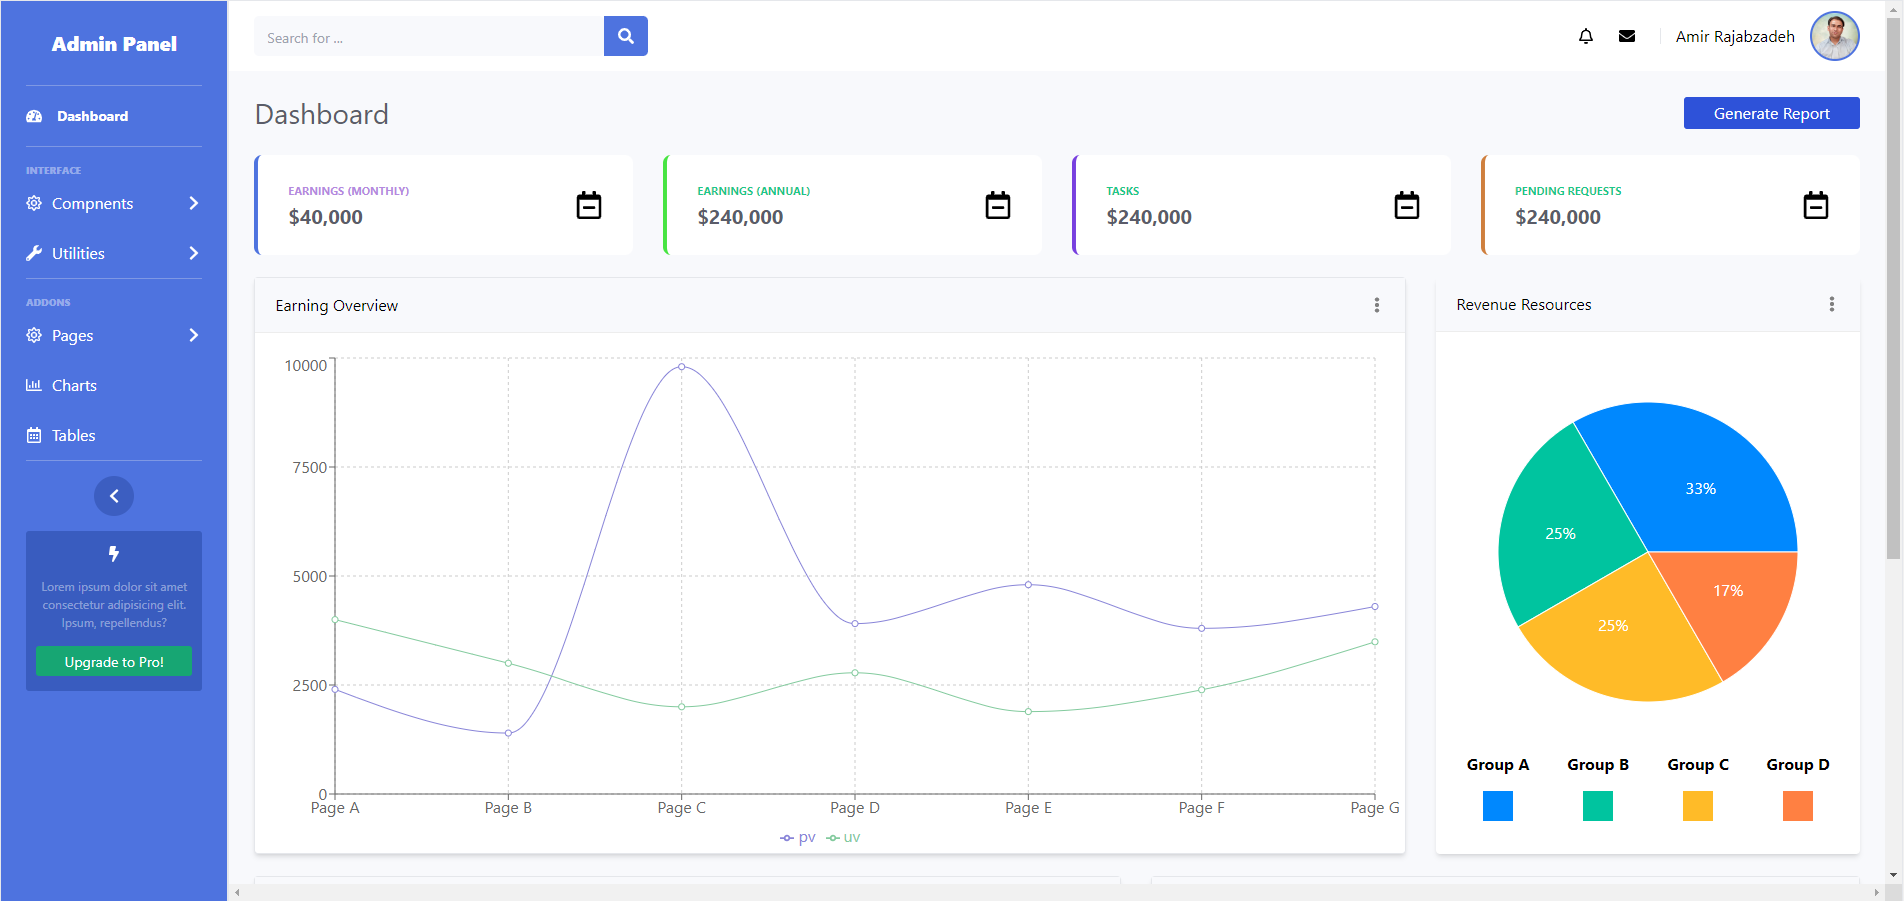 Admin Panel
Dashboard
INTERFACE
Compnents
Utilities
ADDONS
Pages
Charts
Tables
Lorem ipsum dolor sit amet
consectetur adipisicing elit.
Ipsum, repellendus?
Upgrade to Pro!
Search for ...
Amir Rajabzadeh
Dashboard
Generate Report
EARNINGS (MONTHLY)
$40,000
EARNINGS (ANNUAL)
$240,000
TASKS
$240,000
PENDING REQUESTS
$240,000
Earning Overview
10000
7500
5000
2500
0
Page A Page B Page C Page D Page E Page F Page G
pv uv
Revenue Resources
33%
25%
17%
25%
Group A Group B Group C Group D